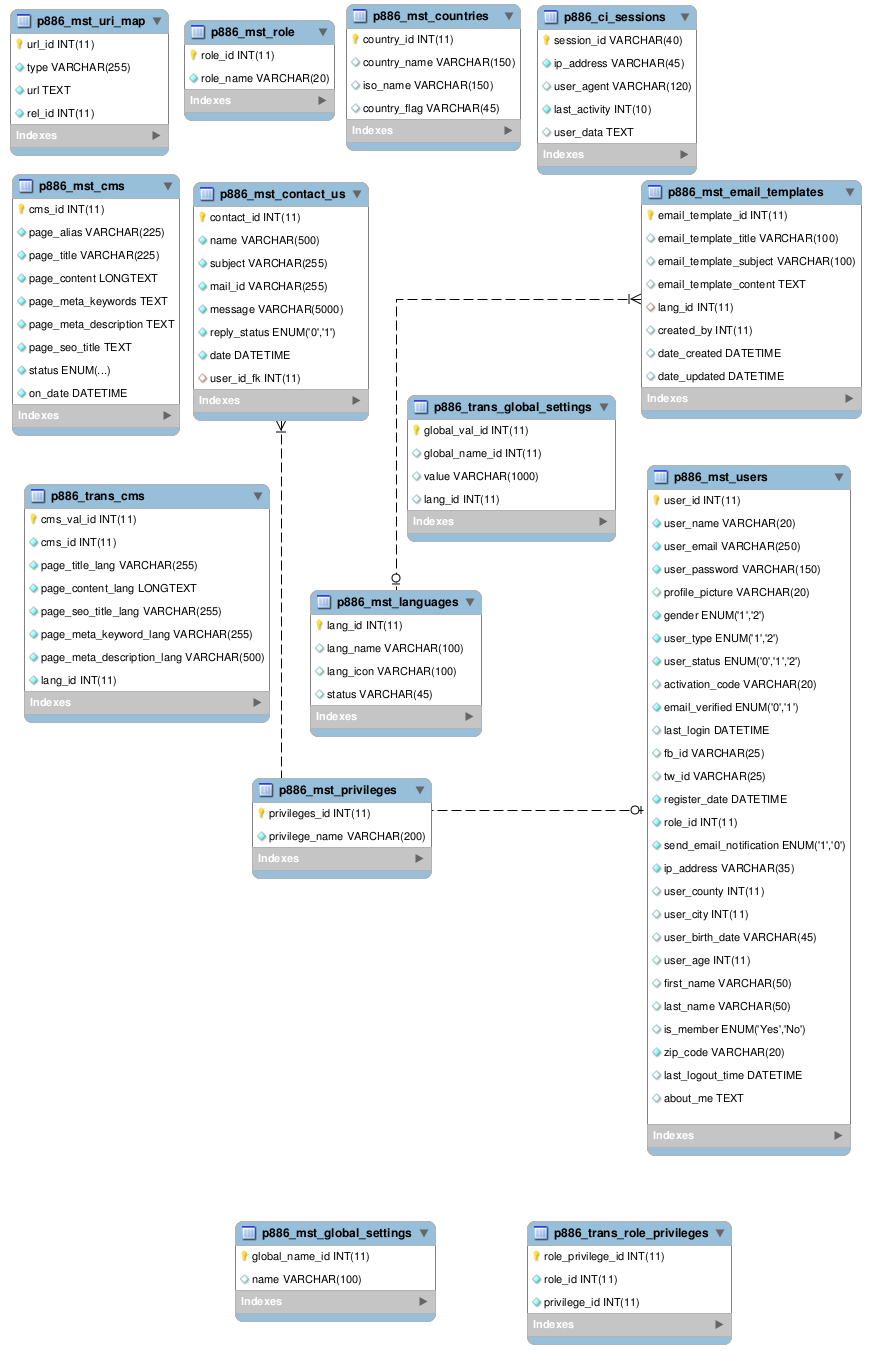 p886_mst_uri_map
url_id INT(11)
type VARCHAR(255)
url TEXT
rel_id INT(11)
Indexes
p886_mst_role
role_id INT(11)
role_name VARCHAR(20)
Indexes
p886_mst_countries
country_id INT(11)
country_name VARCHAR(150)
iso_name VARCHAR(150)
country_flag VARCHAR(45)
Indexes
p886_ci_sessions
session_id VARCHAR(40)
ip_address VARCHAR(45)
user_agent VARCHAR(120)
last_activity INT(10)
user_data TEXT
Indexes
p886_mst_cms
cms_id INT(11)
page_alias VARCHAR(225)
page_title VARCHAR(225)
page_content LONGTEXT
page_meta_keywords TEXT
page_meta_description TEXT
page_seo_title TEXT
status ENUM(...)
on_date DATETIME
Indexes
p886_mst_contact_us
contact_id INT(11)
name VARCHAR(500)
subject VARCHAR(255)
mail_id VARCHAR(255)
message VARCHAR(5000)
reply_status ENUM('0','1')
date DATETIME
user_id_fk INT(11)
Indexes
p886_mst_email_templates
email_template_id INT(11)
email_template_title VARCHAR(100)
email_template_subject VARCHAR(100)
email_template_content TEXT
lang_id INT(11)
created_by INT(11)
date_created DATETIME
date_updated DATETIME
Indexes
p886_trans_global_settings
global_val_id INT(11)
global_name_id INT(11)
value VARCHAR(1000)
lang_id INT(11)
Indexes
p886_trans_cms
cms_val_id INT(11)
cms_id INT(11)
page_title_lang VARCHAR(255)
page_content_lang LONGTEXT
page_seo_title_lang VARCHAR(255)
page_meta_keyword_lang VARCHAR(255)
page_meta_description_lang VARCHAR(500)
lang_id INT(11)
Indexes
p886_mst_languages
lang_id INT(11)
lang_name VARCHAR(100)
lang_icon VARCHAR(100)
status VARCHAR(45)
Indexes
p886_mst_users
user_id INT(11)
user_name VARCHAR(20)
user_email VARCHAR(250)
user_password VARCHAR(150)
profile_picture VARCHAR(20)
gender ENUM('1','2')
user_type ENUM('1','2')
user_status ENUM('0','1','2')
activation_code VARCHAR(20)
email_verified ENUM('0','1')
last_login DATETIME
fb_id VARCHAR(25)
tw_id VARCHAR(25)
register_date DATETIME
role_id INT(11)
send_email_notification ENUM('1','0')
ip_address VARCHAR(35)
user_county INT(11)
user_city INT(11)
user_birth_date VARCHAR(45)
user_age INT(11)
first_name VARCHAR(50)
last_name VARCHAR(50)
is_member ENUM('Yes','No')
zip_code VARCHAR(20)
last_logout_time DATETIME
about_me TEXT
Indexes
p886_mst_privileges
privileges_id INT(11)
privilege_name VARCHAR(200)
Indexes
p886_mst_global_settings
global_name_id INT(11)
name VARCHAR(100)
Indexes
p886_trans_role_privileges
role_privilege_id INT(11)
role_id INT(11)
privilege_id INT(11)
Indexes